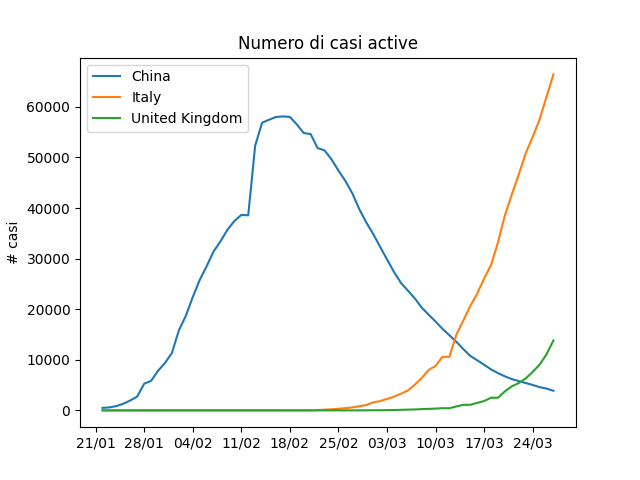 Numero di casi active
China
Italy
United Kingdom
# casi
60000
50000
40000
30000
20000
10000
0
21/01 28/01 04/02 11/02 18/02 25/02 03/03 10/03 17/03 24/03